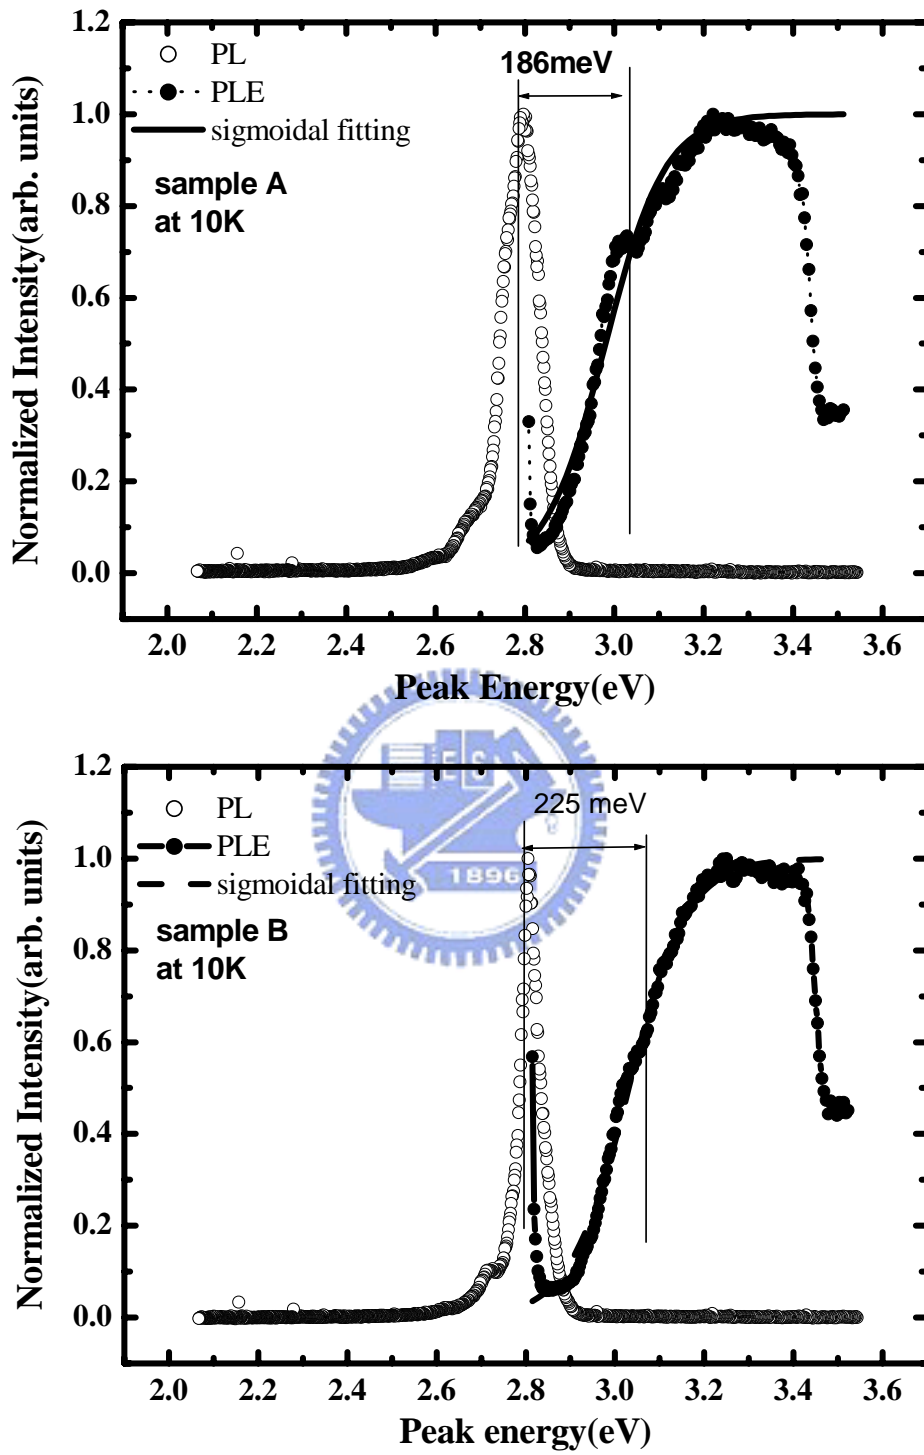 1.2
PL
PLE
sigmoidal fitting
186meV
sample A
at 10K
1.0
0.8
0.6
0.4
0.2
0.0
Normalized Intensity(arb. units)
2.0 2.2 2.4 2.6 2.8 3.0 3.2 3.4 3.6
Peak Energy(eV)
1.2
PL
PLE
sigmoidal fitting
225 meV
sample B
at 10K
1.0
0.8
0.6
0.4
0.2
0.0
Normalized Intensity(arb. units)
E S
1896
2.0 2.2 2.4 2.6 2.8 3.0 3.2 3.4 3.6
Peak energy(eV)